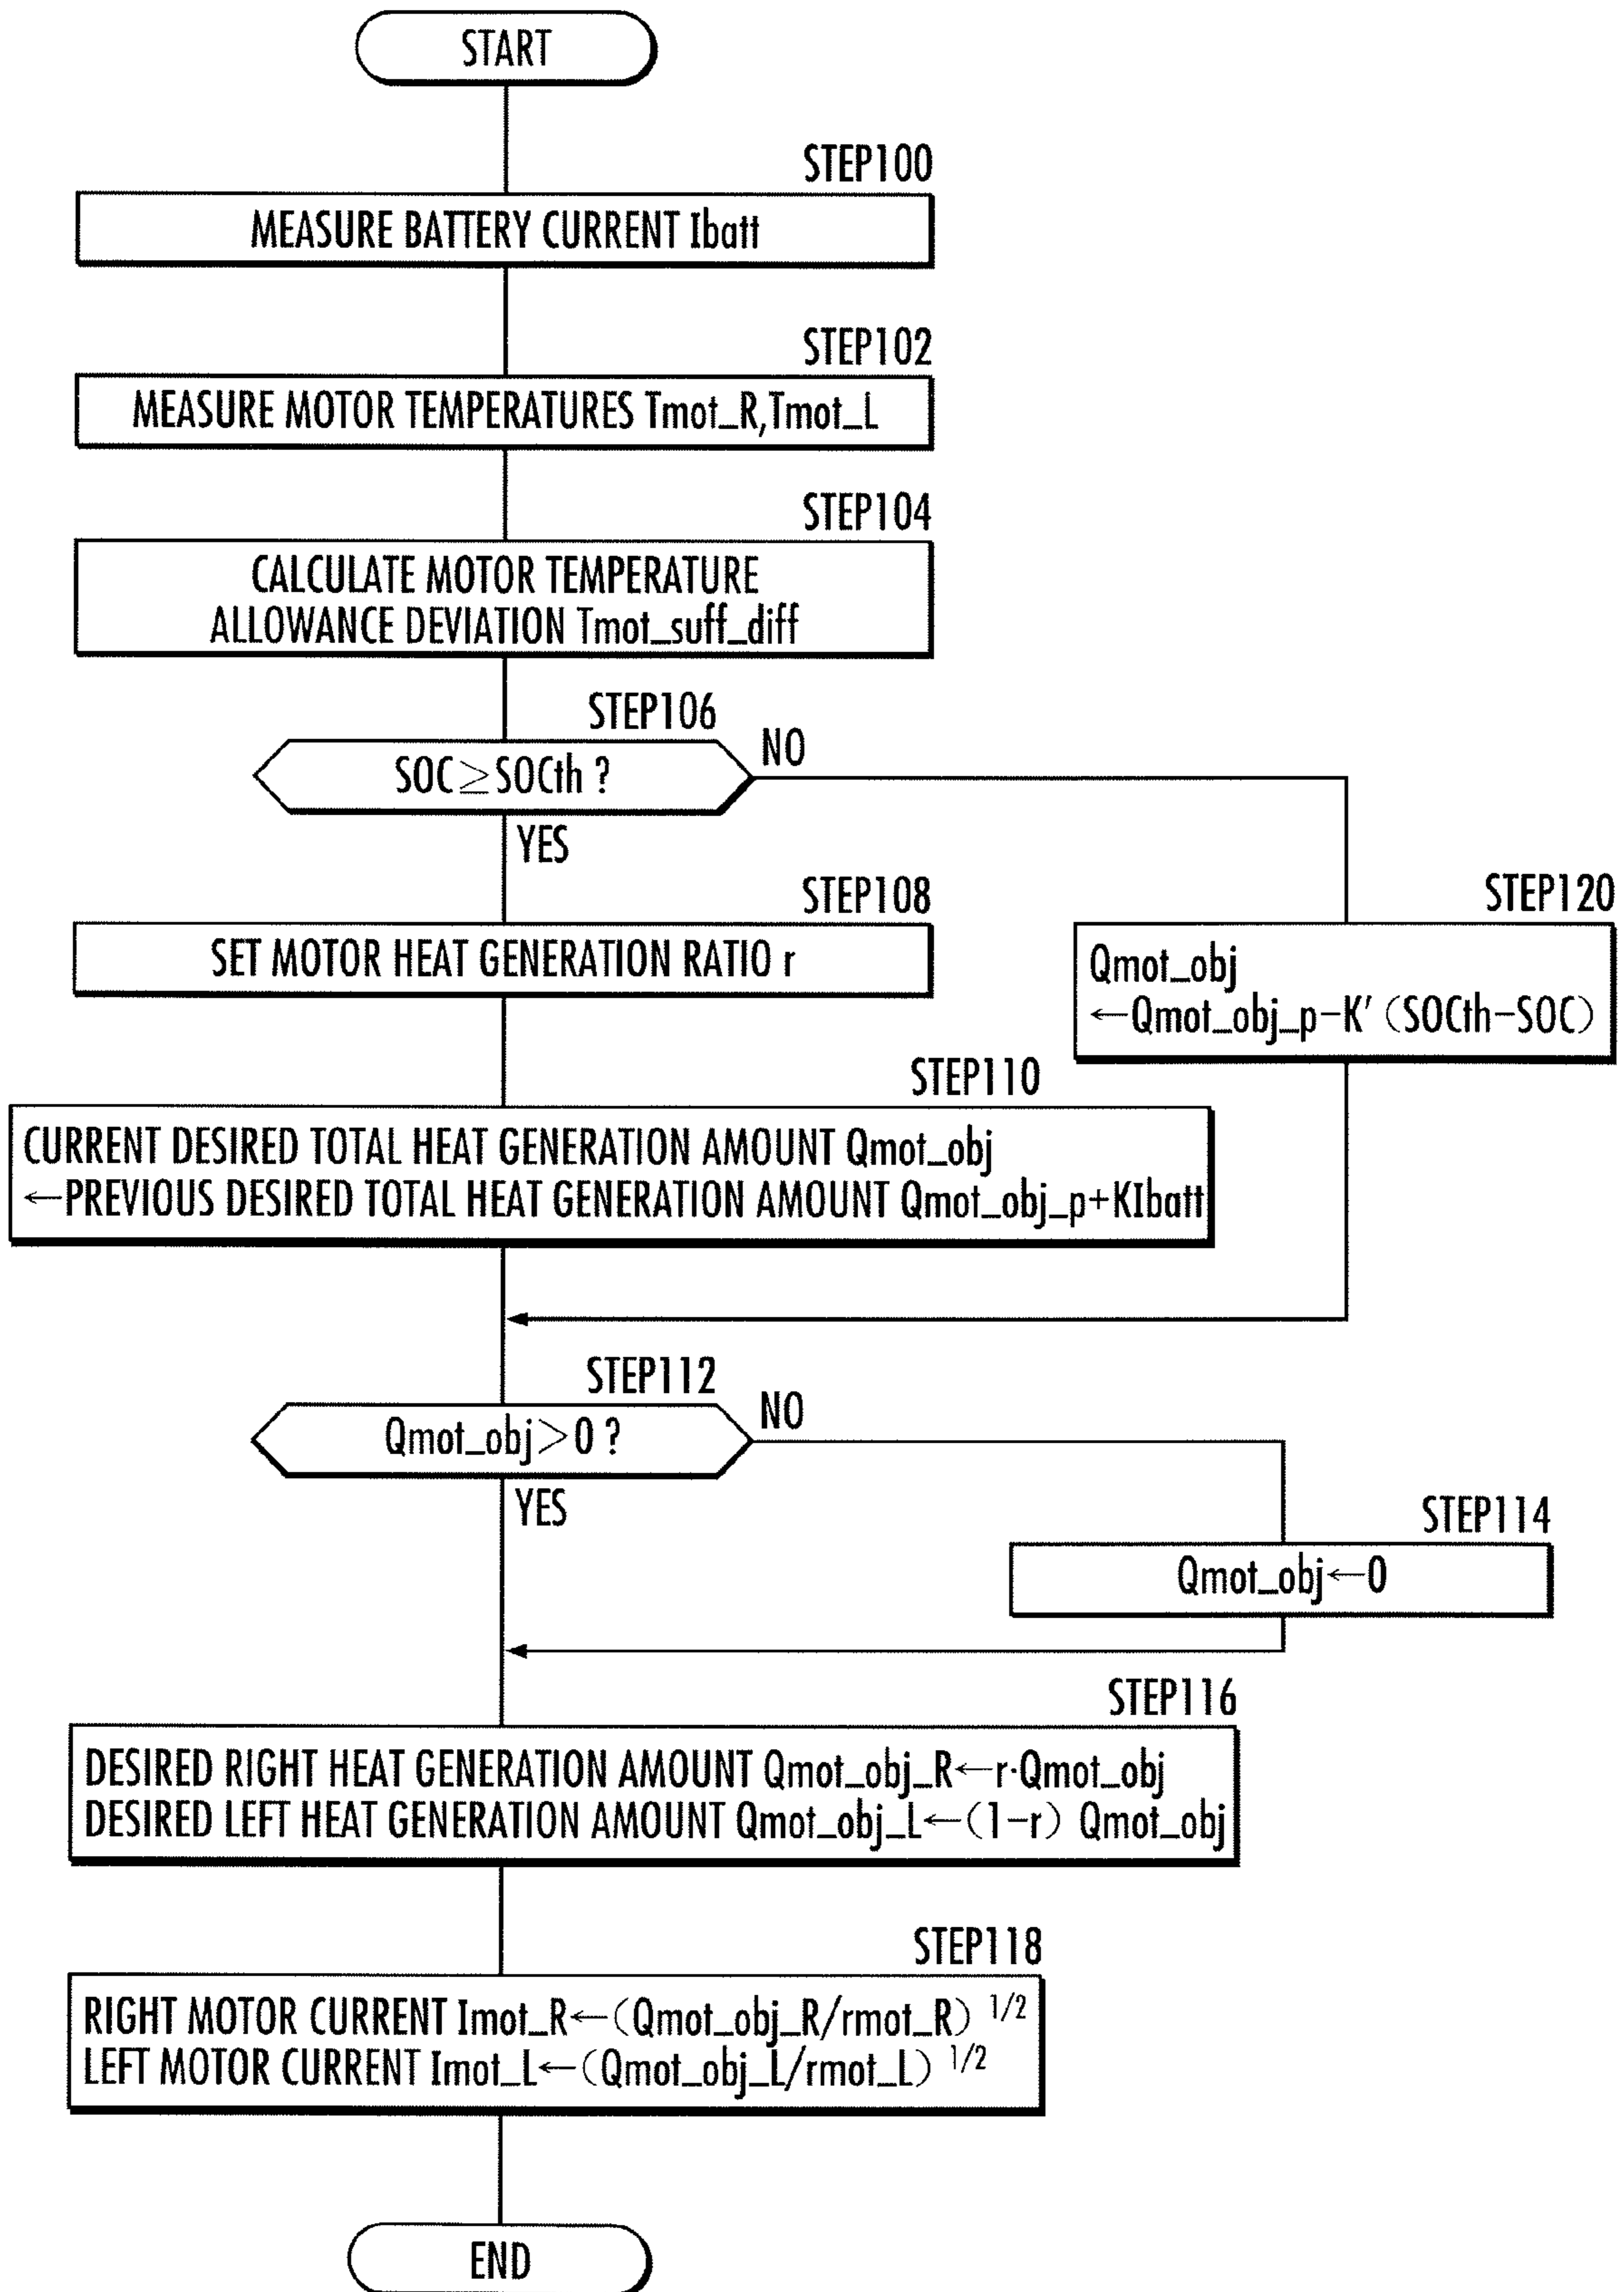 START
STEP100
MEASURE BATTERY CURRENT Ibatt
STEP102
MEASURE MOTOR TEMPERATURES Tmot_R,Tmot_L
STEP104
CALCULATE MOTOR TEMPERATURE
ALLOWANCE DEVIATION Tmot_suff_diff
STEP106
SOC≥SOCth ?
NO
YES
STEP108
SET MOTOR HEAT GENERATION RATIO r
STEP120
Qmot_obj
←Qmot_obj_p-K′(SOCth-SOC)
STEP110
CURRENT DESIRED TOTAL HEAT GENERATION AMOUNT Qmot_obj
←PREVIOUS DESIRED TOTAL HEAT GENERATION AMOUNT Qmot_obj_p+KIbatt
STEP112
Qmot_obj>0 ?
NO
YES
STEP114
Qmot_obj←0
STEP116
DESIRED RIGHT HEAT GENERATION AMOUNT Qmot_obj_R←r·Qmot_obj
DESIRED LEFT HEAT GENERATION AMOUNT Qmot_obj_L←(1-r) Qmot_obj
STEP118
RIGHT MOTOR CURRENT Imot_R←(Qmot_obj_R/rmot_R) 1/2
LEFT MOTOR CURRENT Imot_L←(Qmot_obj_L/rmot_L) 1/2
END